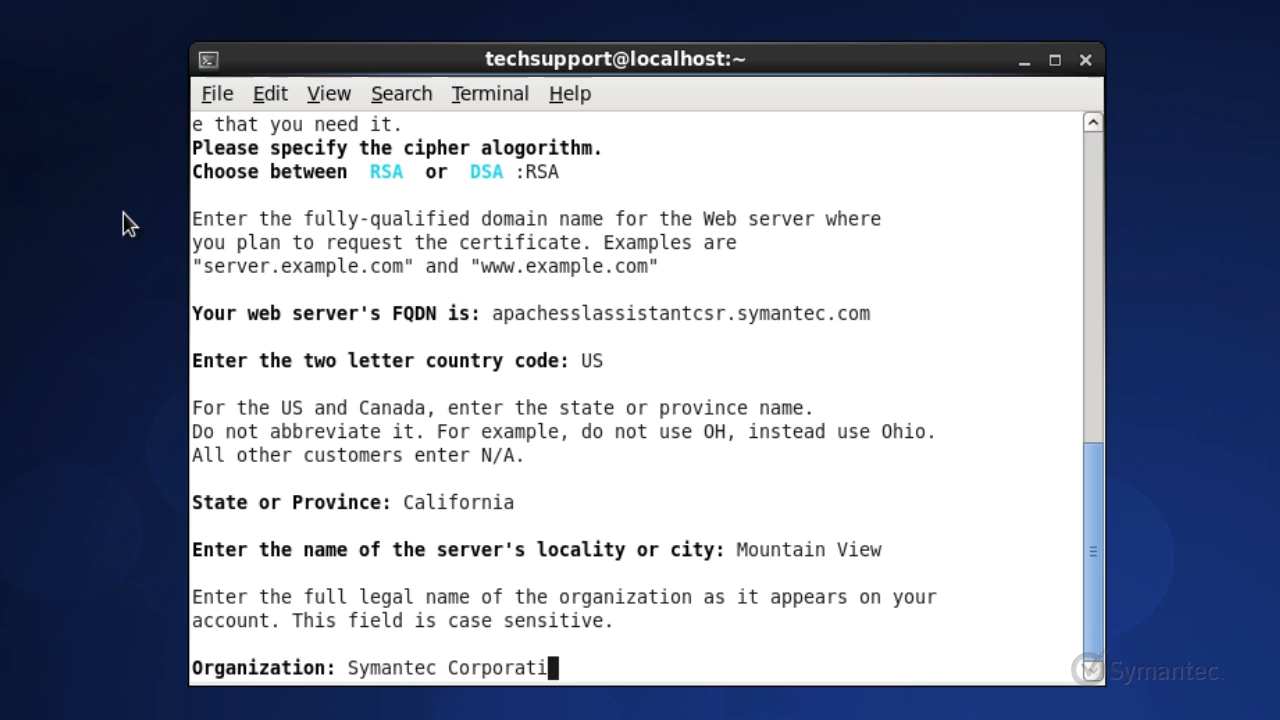 techsupport@localhost:~
File Edit View Search Terminal Help
e that you need it.
Please specify the cipher alogorithm.
Choose between RSA or DSA :RSA
Enter the fully-qualified domain name for the Web server where
you plan to request the certificate. Examples are
"server.example.com" and "www.example.com"
Your web server's FQDN is: apachesslassistantcsr.symantec.com
Enter the two letter country code: US
For the US and Canada, enter the state or province name.
Do not abbreviate it. For example, do not use OH, instead use Ohio.
All other customers enter N/A.
State or Province: California
Enter the name of the server's locality or city: Mountain View
Enter the full legal name of the organization as it appears on your
account. This field is case sensitive.
Organization: Symantec Corporati
Symantec.